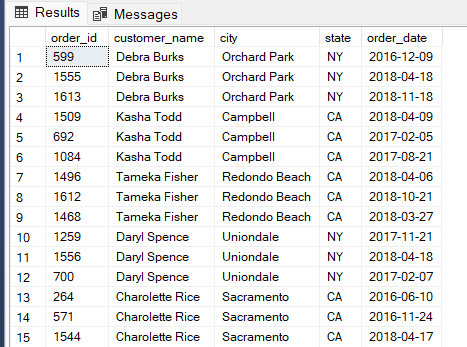 Results Messages
order_id customer_name city state order_date
1 599 Debra Burks Orchard Park NY 2016-12-09
2 1555 Debra Burks Orchard Park NY 2018-04-18
3 1613 Debra Burks Orchard Park NY 2018-11-18
4 1509 Kasha Todd Campbell CA 2018-04-09
5 692 Kasha Todd Campbell CA 2017-02-05
6 1084 Kasha Todd Campbell CA 2017-08-21
7 1496 Tameka Fisher Redondo Beach CA 2018-04-06
8 1612 Tameka Fisher Redondo Beach CA 2018-10-21
9 1468 Tameka Fisher Redondo Beach CA 2018-03-27
10 1259 Daryl Spence Uniondale NY 2017-11-21
11 1556 Daryl Spence Uniondale NY 2018-04-18
12 700 Daryl Spence Uniondale NY 2017-02-07
13 264 Charolette Rice Sacramento CA 2016-06-10
14 571 Charolette Rice Sacramento CA 2016-11-24
15 1544 Charolette Rice Sacramento CA 2018-04-17